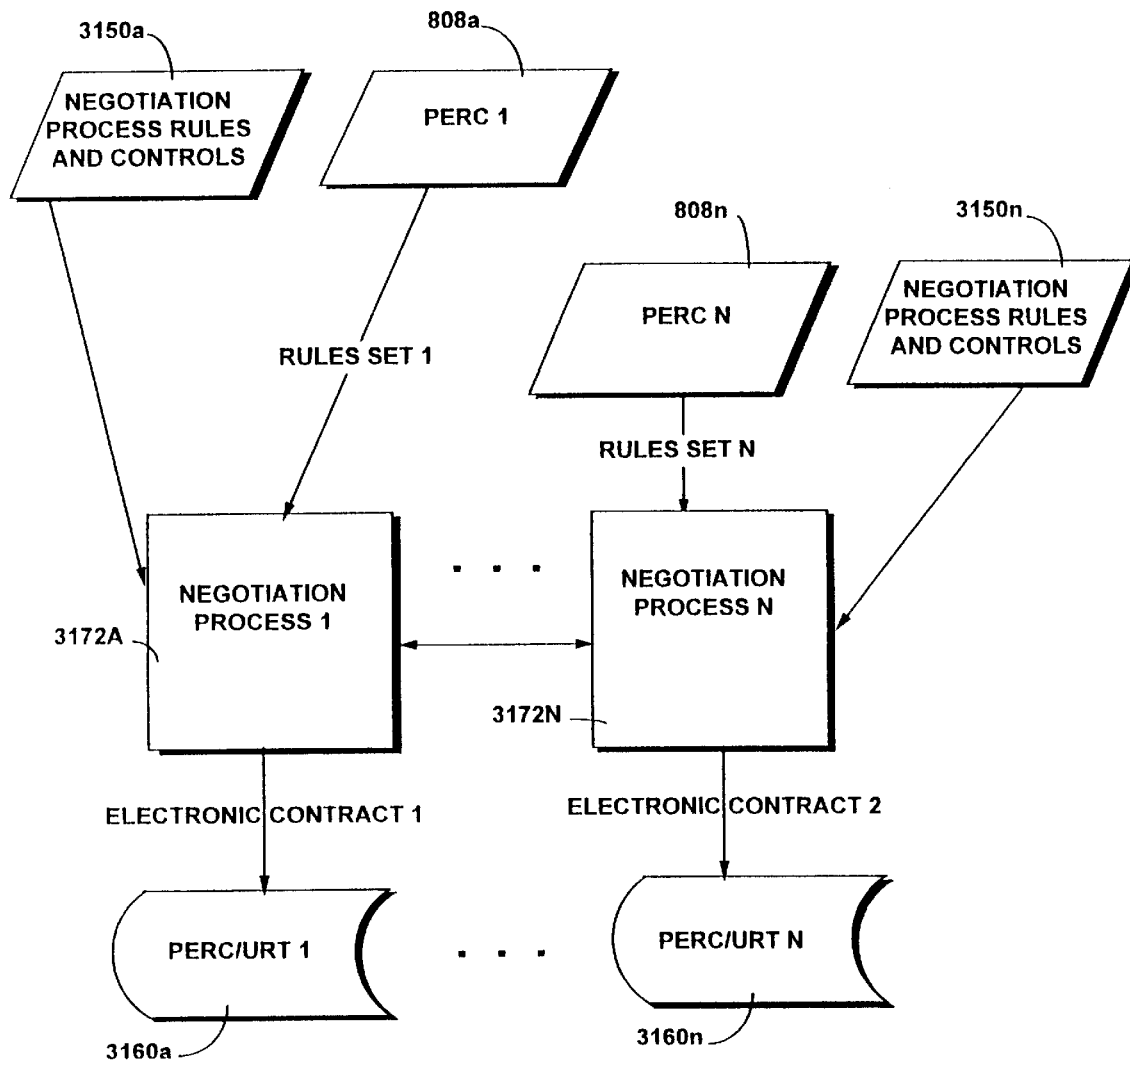 3150a
808a
NEGOTIATION
PROCESS RULES
AND CONTROLS
PERC 1
808n
3150n
PERC N
NEGOTIATION
PROCESS RULES
AND CONTROLS
RULES SET 1
RULES SET N
NEGOTIATION
PROCESS 1
. . .
NEGOTIATION
PROCESS N
3172A
3172N
ELECTRONIC CONTRACT 1
ELECTRONIC CONTRACT 2
PERC/URT 1
. . .
PERC/URT N
3160a
3160n